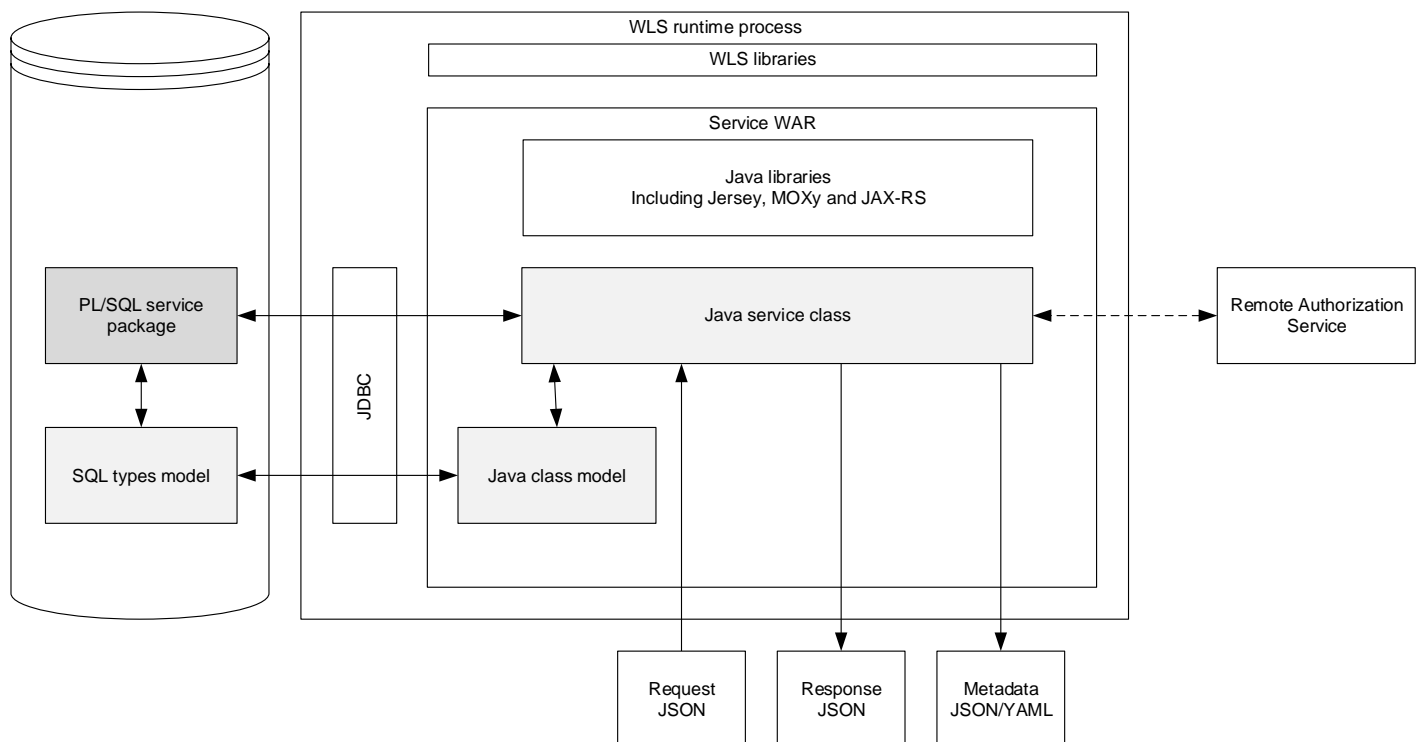 WLS runtime process
WLS libraries
Service WAR
Java libraries
Including Jersey, MOXy and JAX-RS
PL/SQL service
package
JDBC
Java service class
Remote Authorization
Service
SQL types model
Java class model
Request
JSON
Response
JSON
Metadata
JSON/YAML